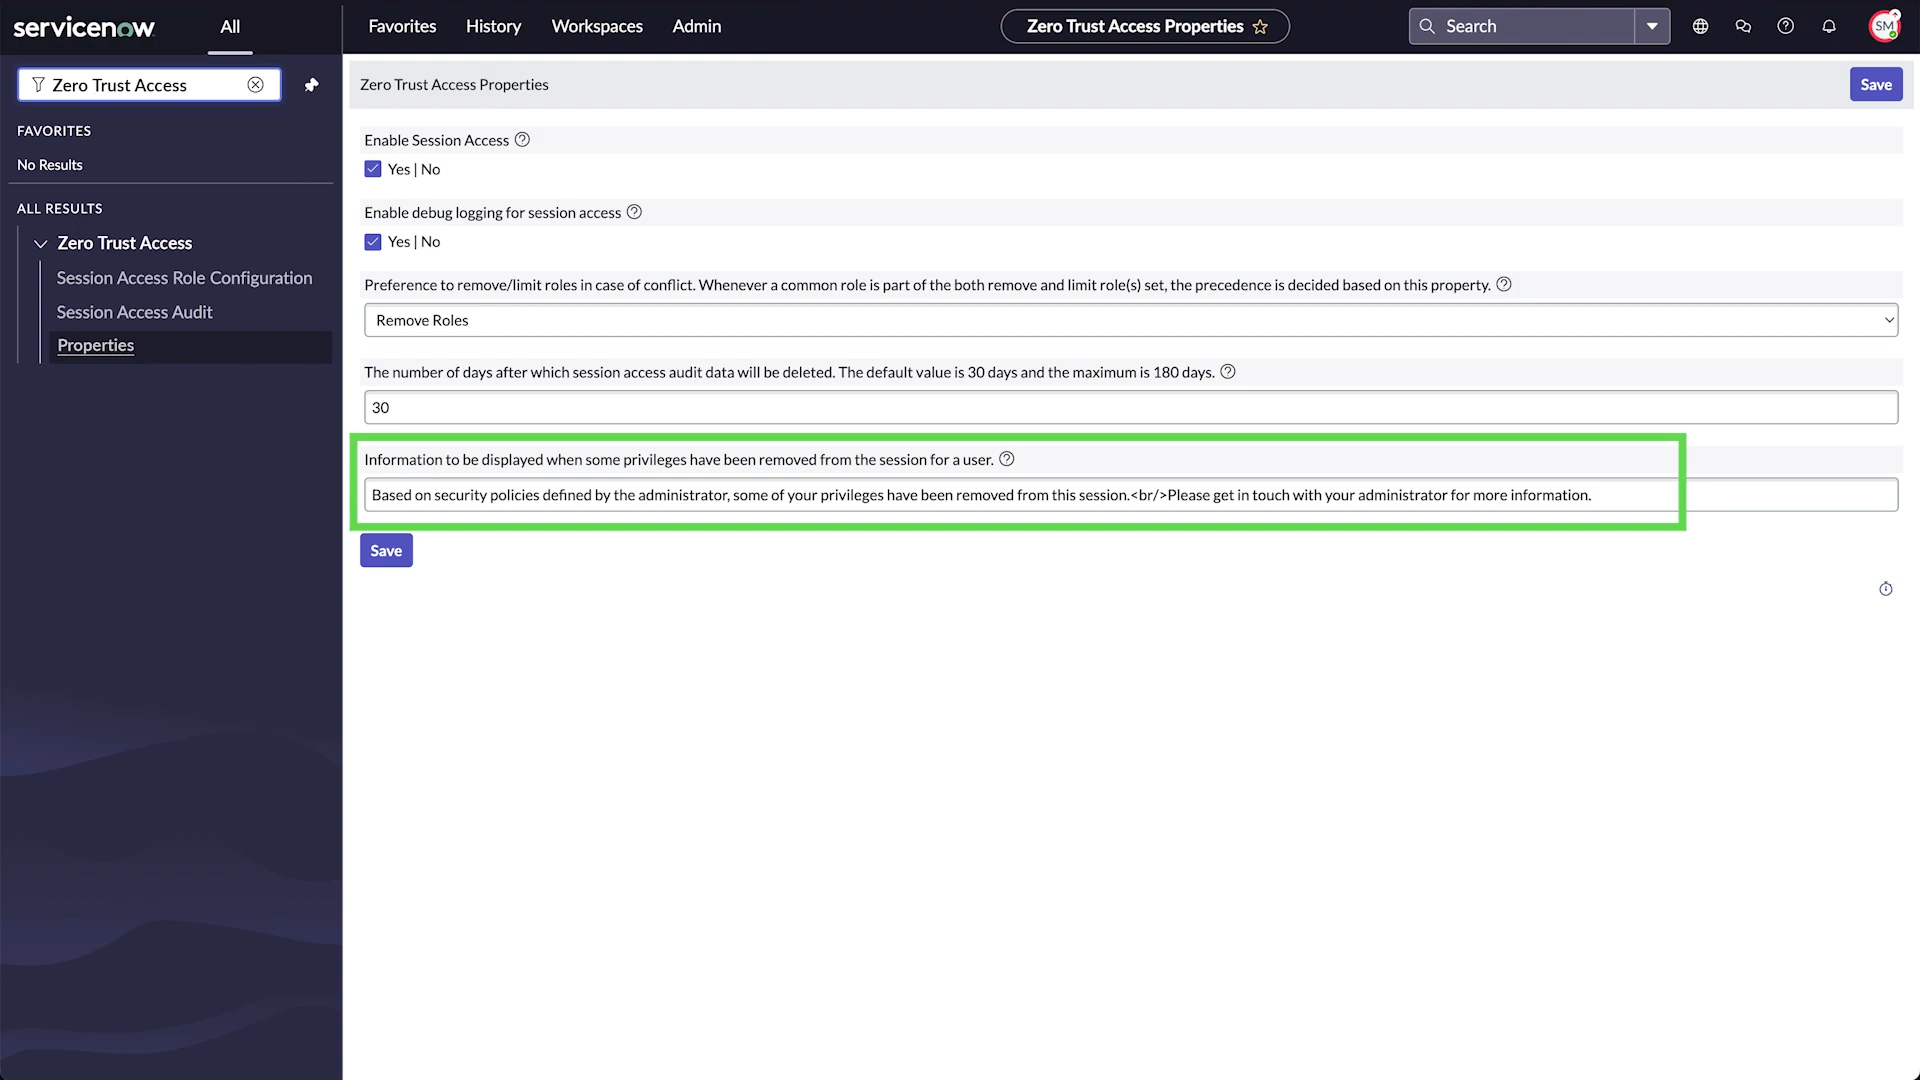 servicenow
All
Favorites
History
Workspaces
Admin
Zero Trust Access Properties
Search
SM
Zero Trust Access
FAVORITES
No Results
ALL RESULTS
Zero Trust Access
Session Access Role Configuration
Session Access Audit
Properties
Zero Trust Access Properties
Save
Enable Session Access
Yes | No
Enable debug logging for session access
Yes | No
Preference to remove/limit roles in case of conflict. Whenever a common role is part of the both remove and limit role(s) set, the precedence is decided based on this property.
Remove Roles
The number of days after which session access audit data will be deleted. The default value is 30 days and the maximum is 180 days.
30
Information to be displayed when some privileges have been removed from the session for a user.
Based on security policies defined by the administrator, some of your privileges have been removed from this session.<br/>Please get in touch with your administrator for more information.
Save